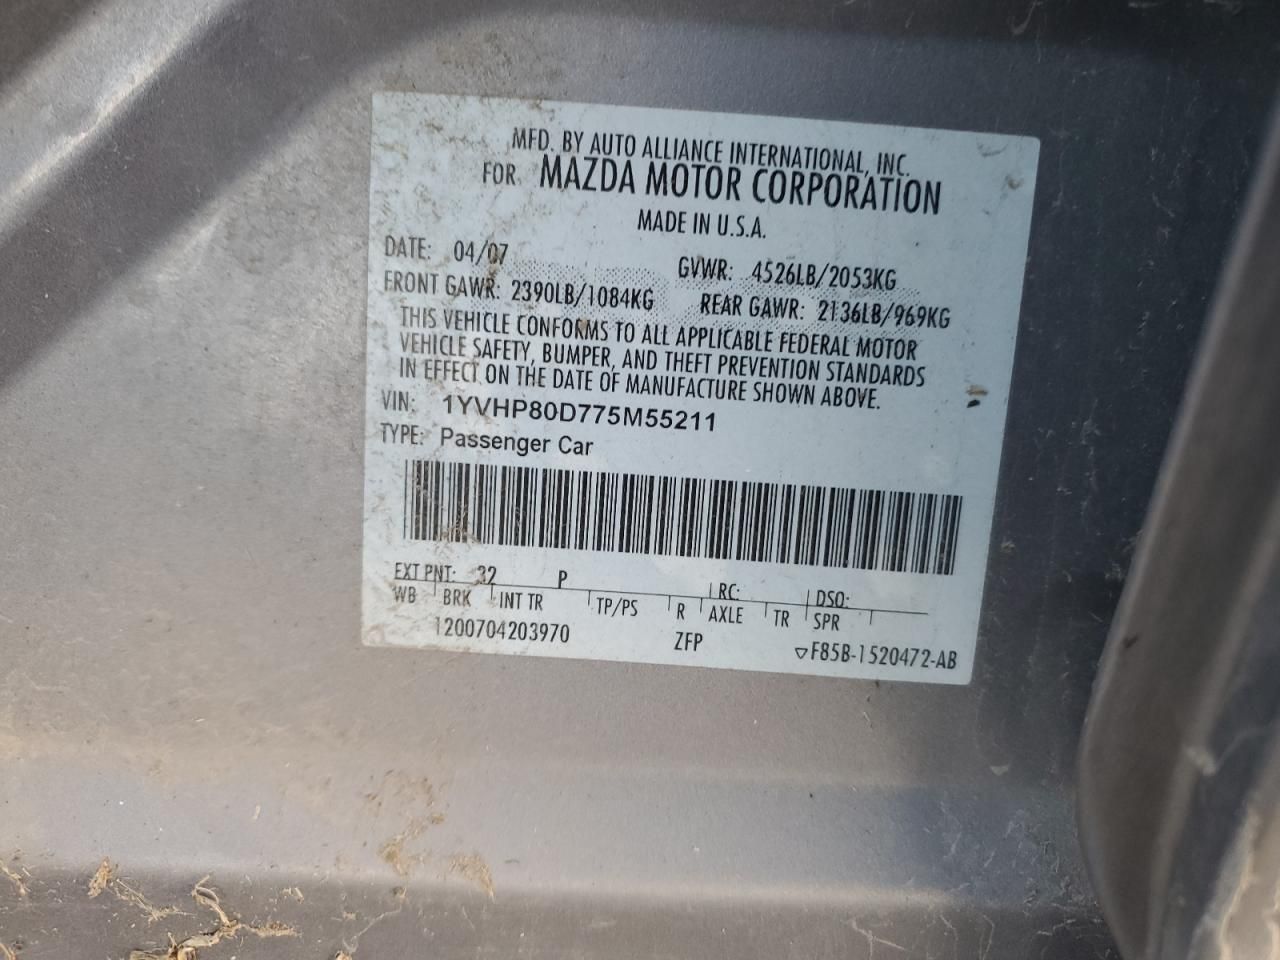 MFD. BY AUTO ALLIANCE INTERNATIONAL, INC.
FOR MAZDA MOTOR CORPORATION
MADE IN U.S.A.
DATE: 04/07 GVWR: 4526LB/2053KG
FRONT GAWR: 2390LB/1084KG REAR GAWR: 2136LB/969KG
THIS VEHICLE CONFORMS TO ALL APPLICABLE FEDERAL MOTOR
VEHICLE SAFETY, BUMPER, AND THEFT PREVENTION STANDARDS
IN EFFECT ON THE DATE OF MANUFACTURE SHOWN ABOVE.
VIN: 1YVHP80D775M55211
TYPE: Passenger Car
EXT PNT: 32 P RC: DSO:
WB BRK INT TR TP/PS R AXLE TR SPR
1200704203970 ZFP ▽F85B-1520472-AB